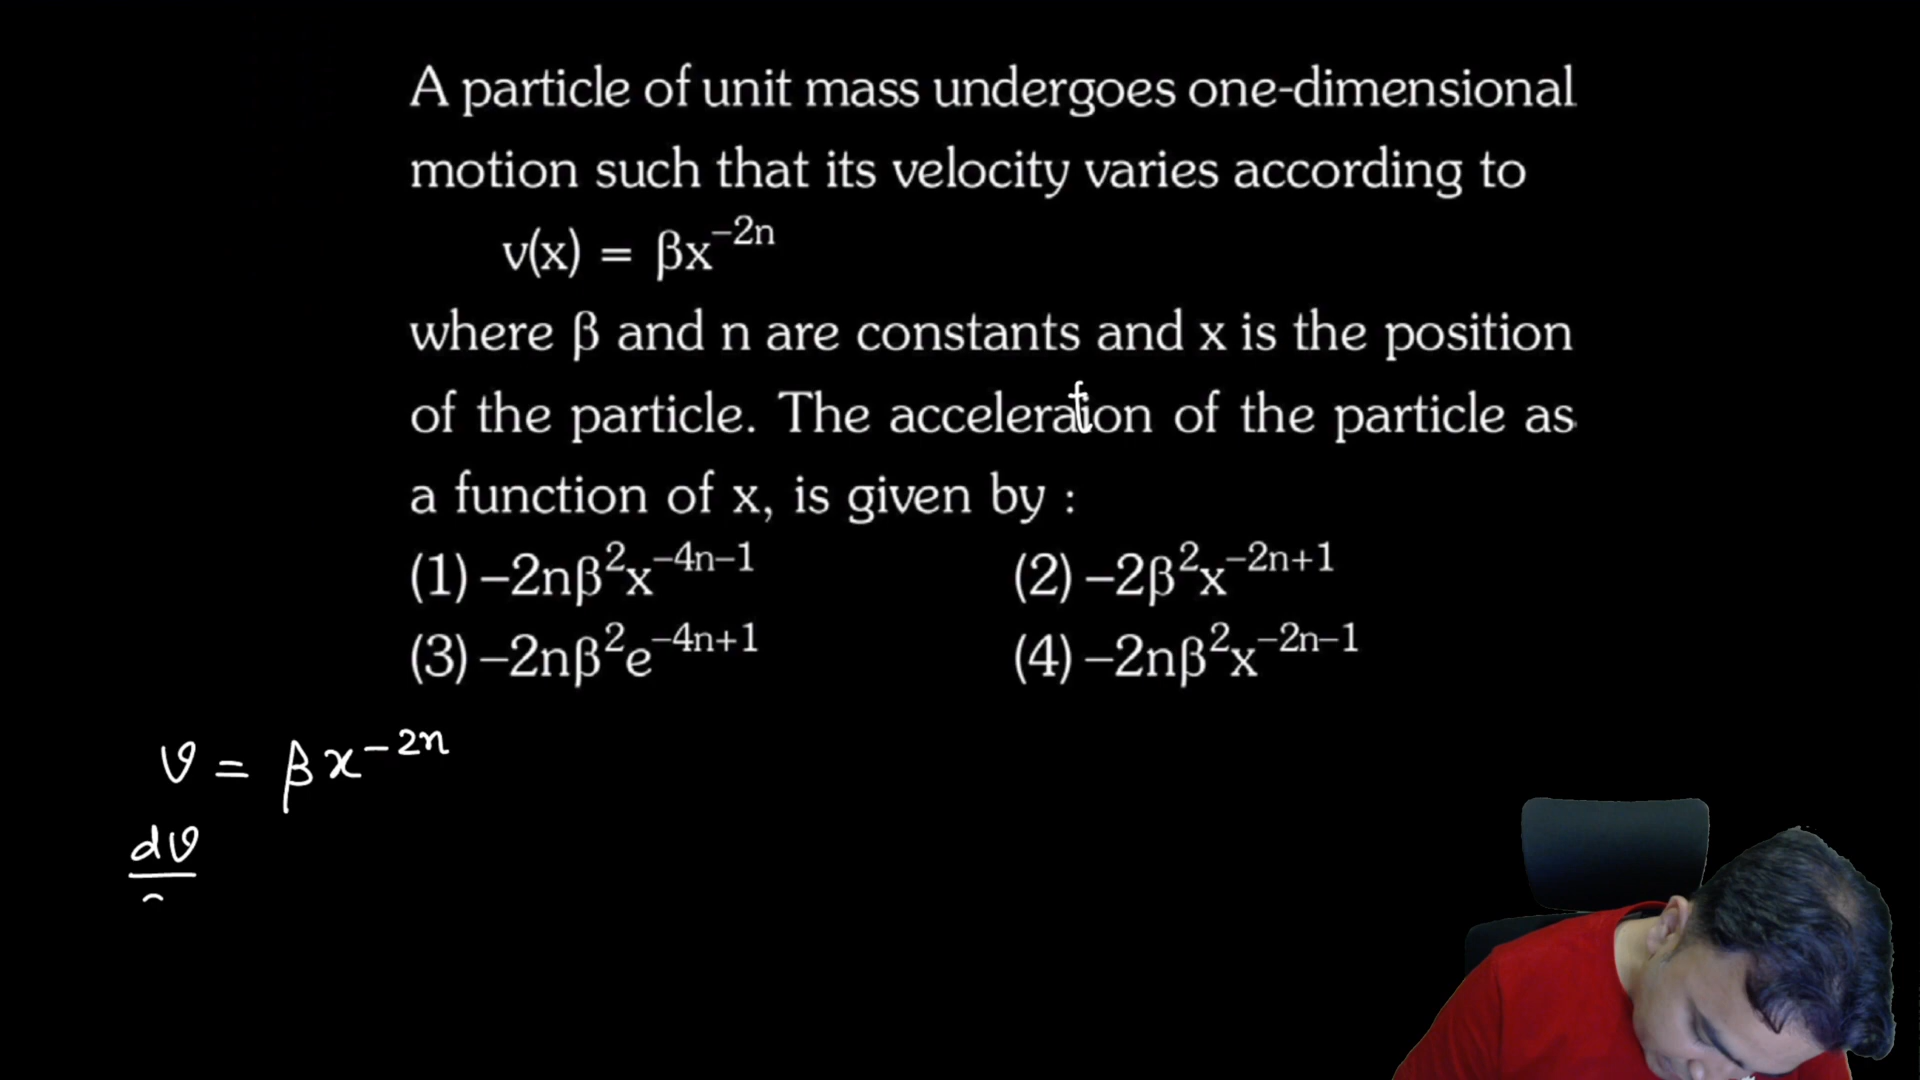 A particle of unit mass undergoes one-dimensional
motion such that its velocity varies according to
v(x) = βx⁻²ⁿ
where β and n are constants and x is the position
of the particle. The acceleration of the particle as
a function of x, is given by :
(1) –2nβ²x⁻⁴ⁿ⁻¹ (2) –2β²x⁻²ⁿ⁺¹
(3) –2nβ²e⁻⁴ⁿ⁺¹ (4) –2nβ²x⁻²ⁿ⁻¹
v = βx⁻²ⁿ
dv